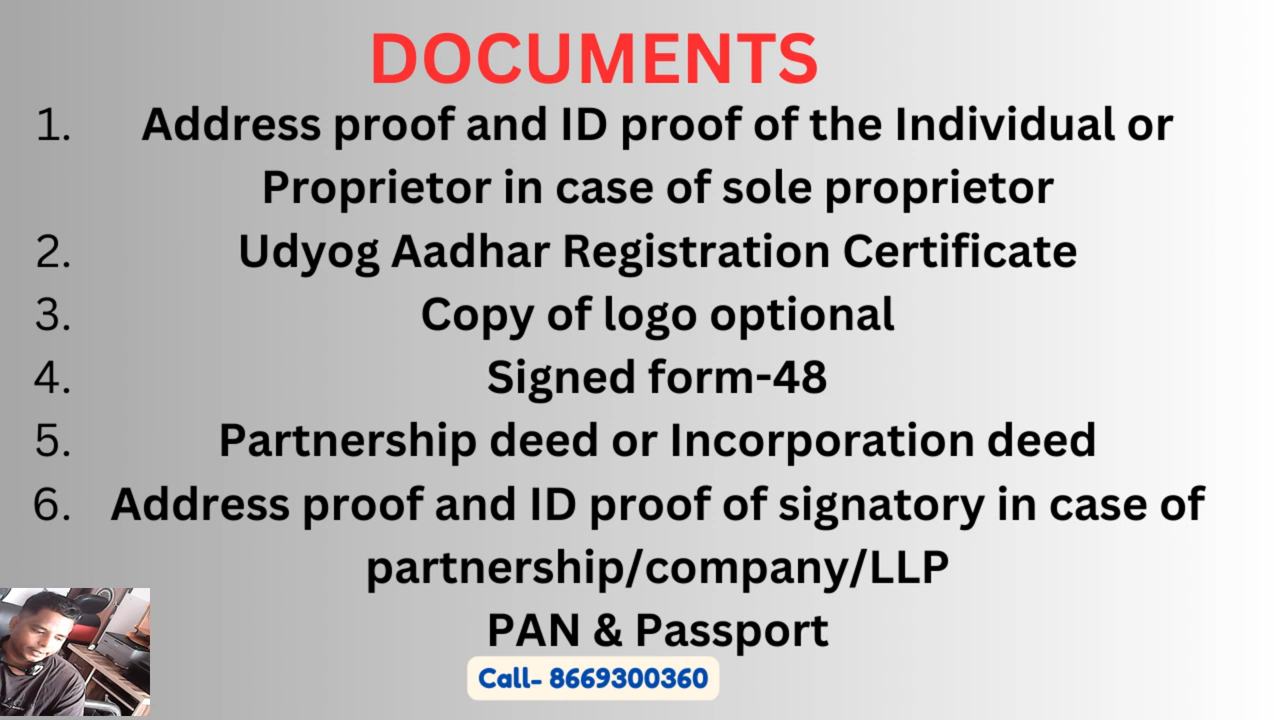 DOCUMENTS
1. Address proof and ID proof of the Individual or
Proprietor in case of sole proprietor
2. Udyog Aadhar Registration Certificate
3. Copy of logo optional
4. Signed form-48
5. Partnership deed or Incorporation deed
6. Address proof and ID proof of signatory in case of
partnership/company/LLP
PAN & Passport
Call- 8669300360